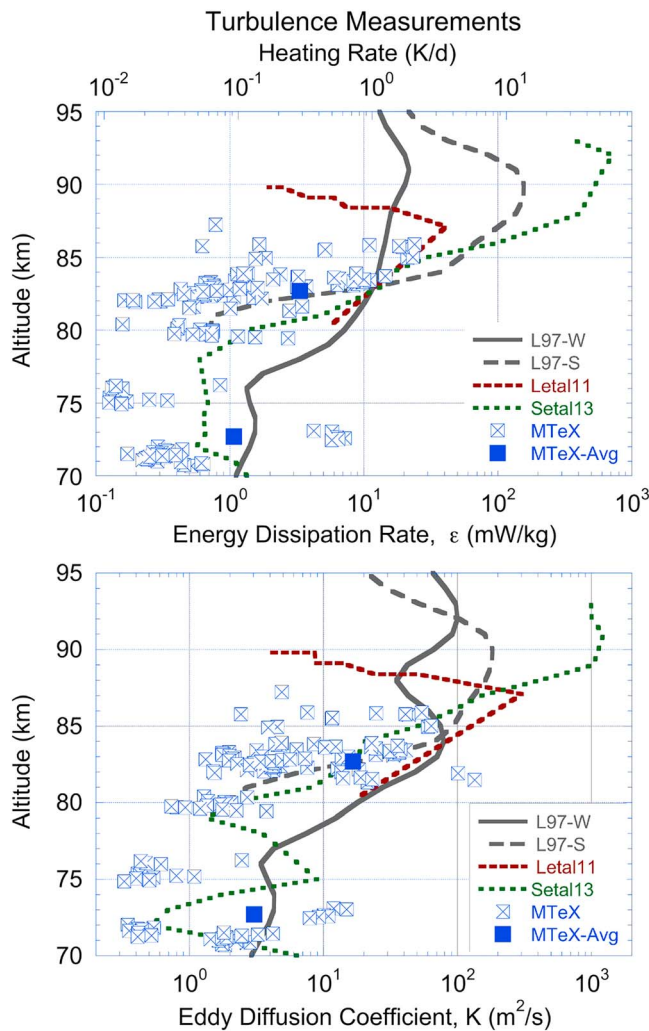 Turbulence Measurements
Heating Rate (K/d)
10⁻² 10⁻¹ 10⁰ 10¹
95
90
85
80
75
70
Altitude (km)
L97-W
L97-S
Letal11
Setal13
MTeX
MTeX-Avg
10⁻¹ 10⁰ 10¹ 10² 10³
Energy Dissipation Rate, ε (mW/kg)
95
90
85
80
75
70
Altitude (km)
L97-W
L97-S
Letal11
Setal13
MTeX
MTeX-Avg
10⁰ 10¹ 10² 10³
Eddy Diffusion Coefficient, K (m²/s)